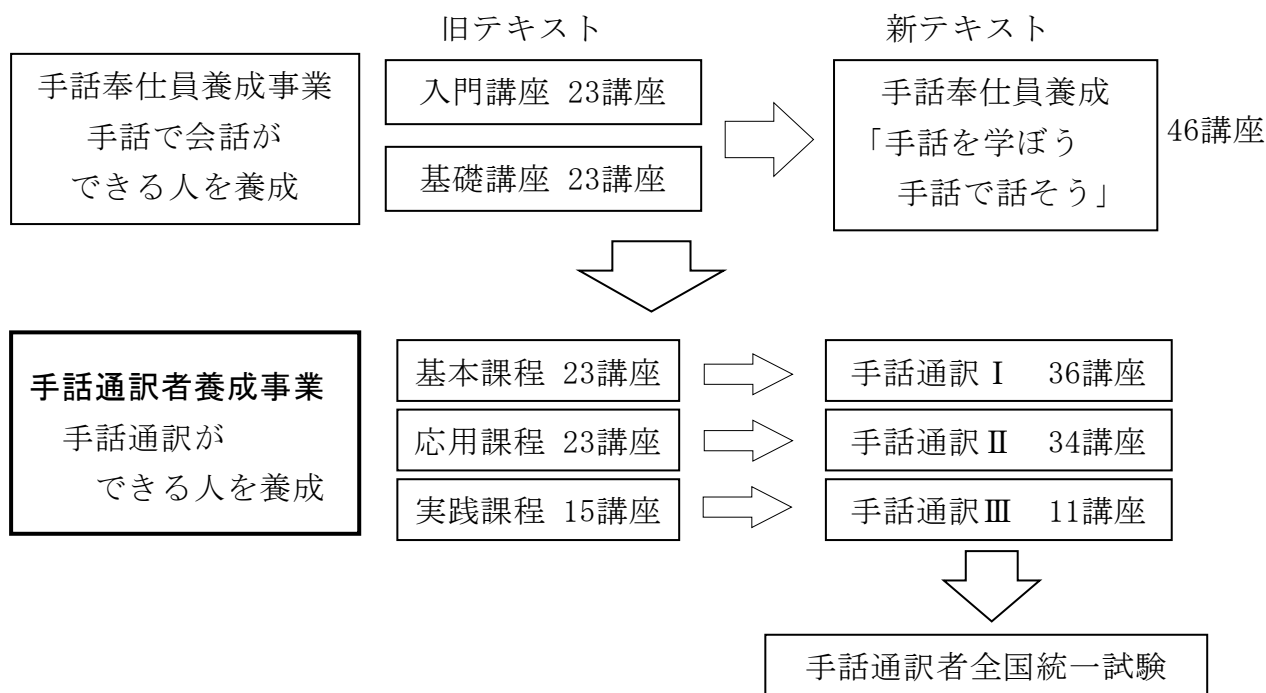 旧テキスト
新テキスト
手話奉仕員養成事業
手話で会話が
できる人を養成
入門講座 23講座
基礎講座 23講座
手話奉仕員養成
「手話を学ぼう
手話で話そう」
46講座
手話通訳者養成事業
手話通訳が
できる人を養成
基本課程 23講座
手話通訳Ⅰ 36講座
応用課程 23講座
手話通訳Ⅱ 34講座
実践課程 15講座
手話通訳Ⅲ 11講座
手話通訳者全国統一試験